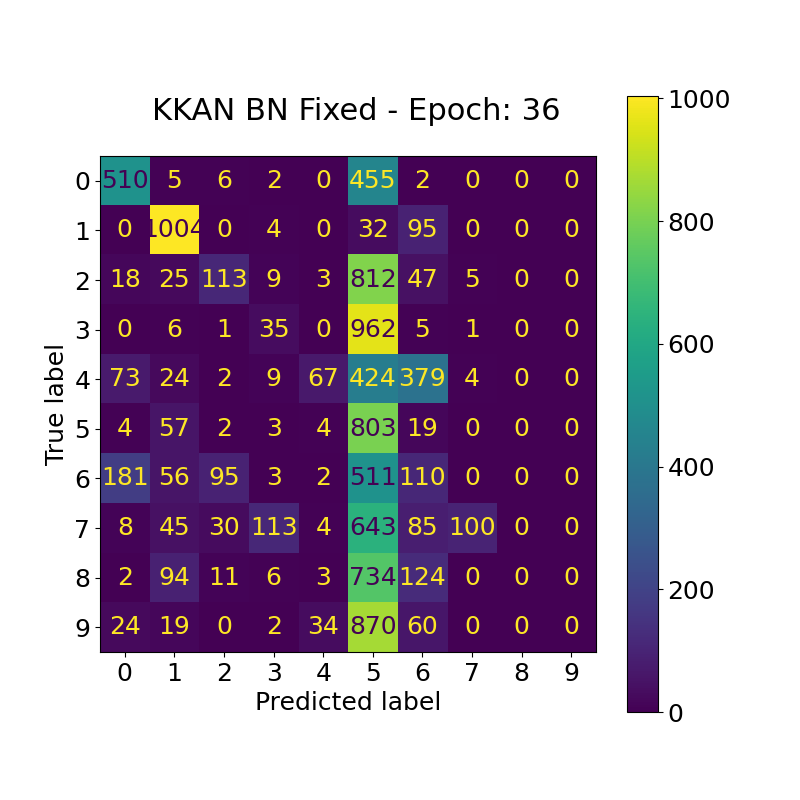 KKAN BN Fixed - Epoch: 36
1000
800
600
400
200
0
True label
0 510 5 6 2 0 455 2 0 0 0
1 0 1004 0 4 0 32 95 0 0 0
2 18 25 113 9 3 812 47 5 0 0
3 0 6 1 35 0 962 5 1 0 0
4 73 24 2 9 67 424 379 4 0 0
5 4 57 2 3 4 803 19 0 0 0
6 181 56 95 3 2 511 110 0 0 0
7 8 45 30 113 4 643 85 100 0 0
8 2 94 11 6 3 734 124 0 0 0
9 24 19 0 2 34 870 60 0 0 0
0 1 2 3 4 5 6 7 8 9
Predicted label